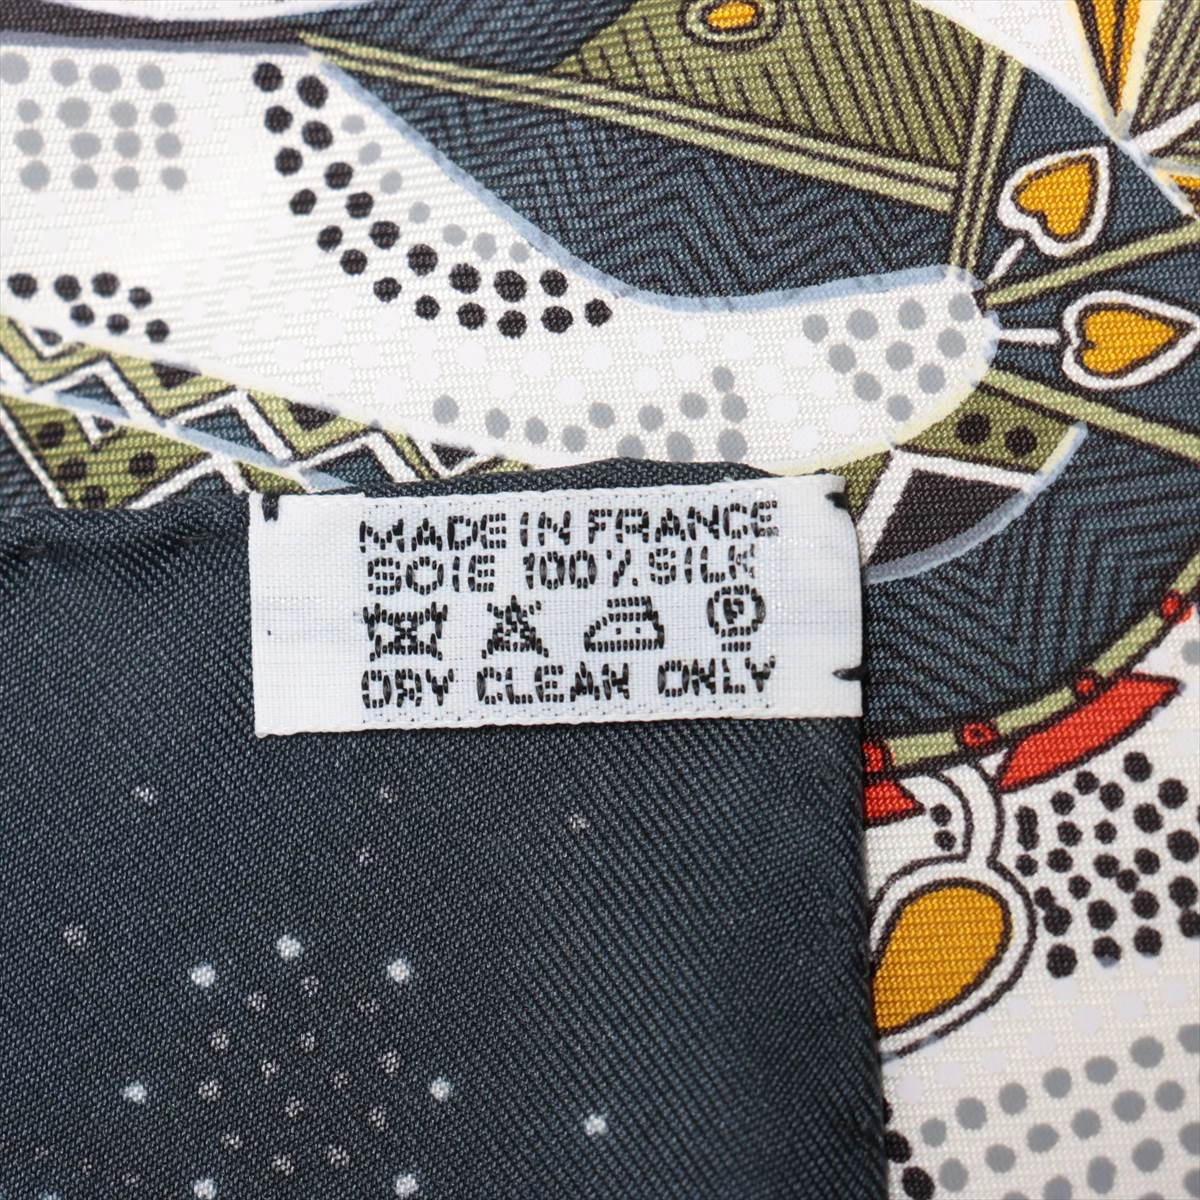 MADE IN FRANCE
SOIE 100% SILK
P
DRY CLEAN ONLY